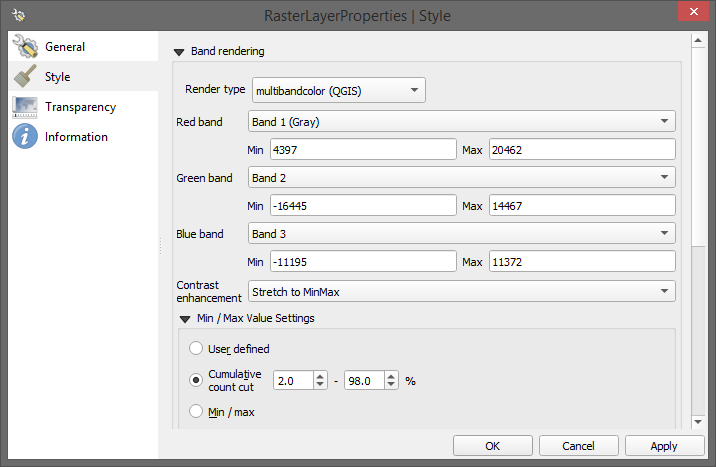 RasterLayerProperties | Style
General
Style
Transparency
Information
Band rendering
Render type multibandcolor (QGIS)
Red band Band 1 (Gray)
Min 4397 Max 20462
Green band Band 2
Min -16445 Max 14467
Blue band Band 3
Min -11195 Max 11372
Contrast
enhancement Stretch to MinMax
Min / Max Value Settings
User defined
Cumulative
count cut 2.0 - 98.0 %
Min / max
OK Cancel Apply